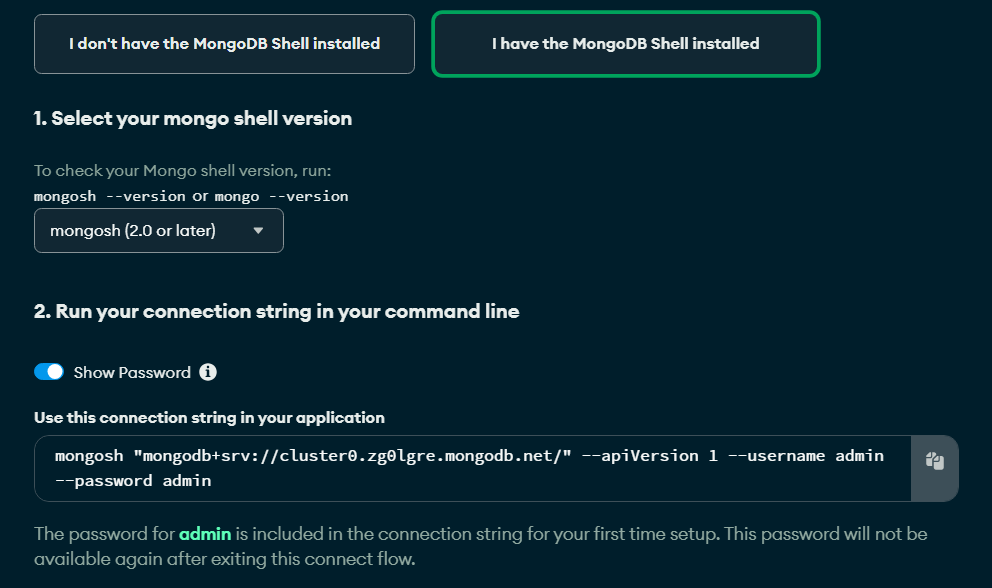 I don't have the MongoDB Shell installed
I have the MongoDB Shell installed
1. Select your mongo shell version
To check your Mongo shell version, run:
mongosh --version or mongo --version
mongosh (2.0 or later)
2. Run your connection string in your command line
Show Password
Use this connection string in your application
mongosh "mongodb+srv://cluster0.zg0lgre.mongodb.net/" --apiVersion 1 --username admin
--password admin
The password for admin is included in the connection string for your first time setup. This password will not be
available again after exiting this connect flow.